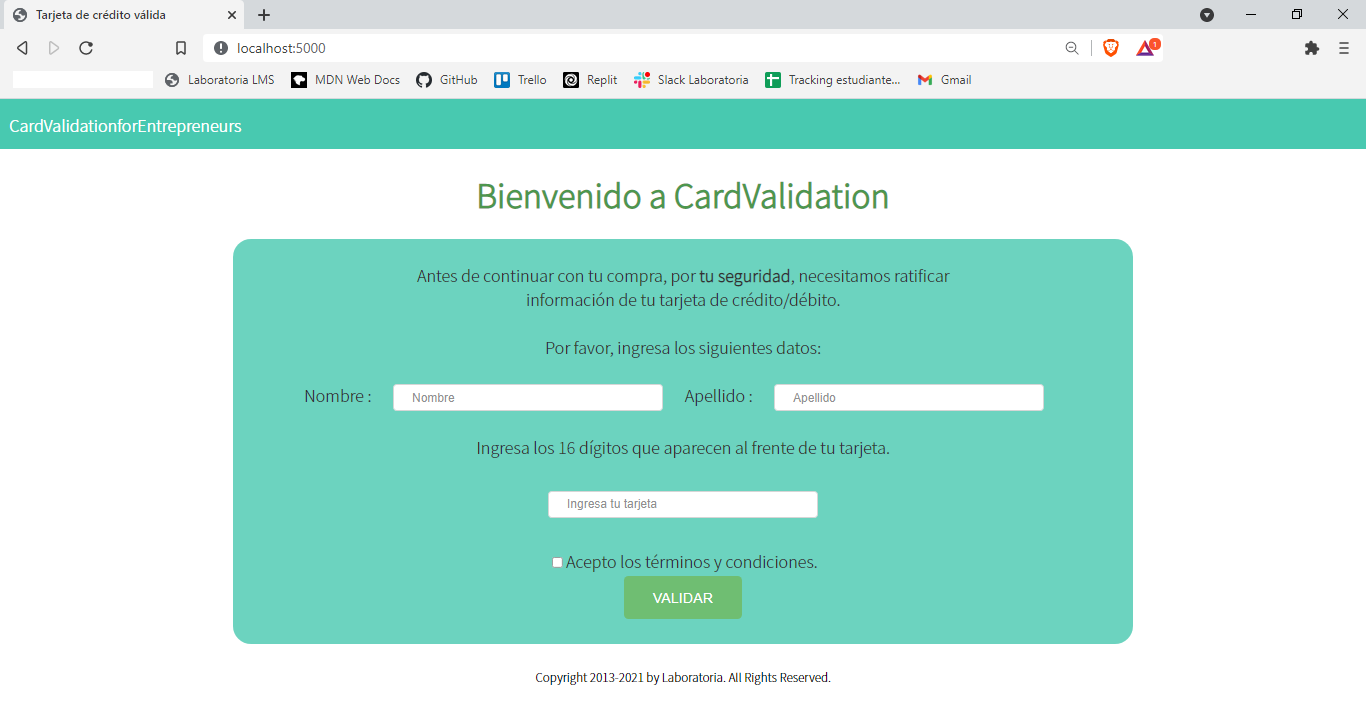 Tarjeta de crédito válida
localhost:5000
1
Laboratoria LMS MDN Web Docs GitHub Trello Replit Slack Laboratoria Tracking estudiante... Gmail
CardValidationforEntrepreneurs
Bienvenido a CardValidation
Antes de continuar con tu compra, por tu seguridad, necesitamos ratificar
información de tu tarjeta de crédito/débito.
Por favor, ingresa los siguientes datos:
Nombre : Nombre Apellido : Apellido
Ingresa los 16 dígitos que aparecen al frente de tu tarjeta.
Ingresa tu tarjeta
Acepto los términos y condiciones.
VALIDAR
Copyright 2013-2021 by Laboratoria. All Rights Reserved.